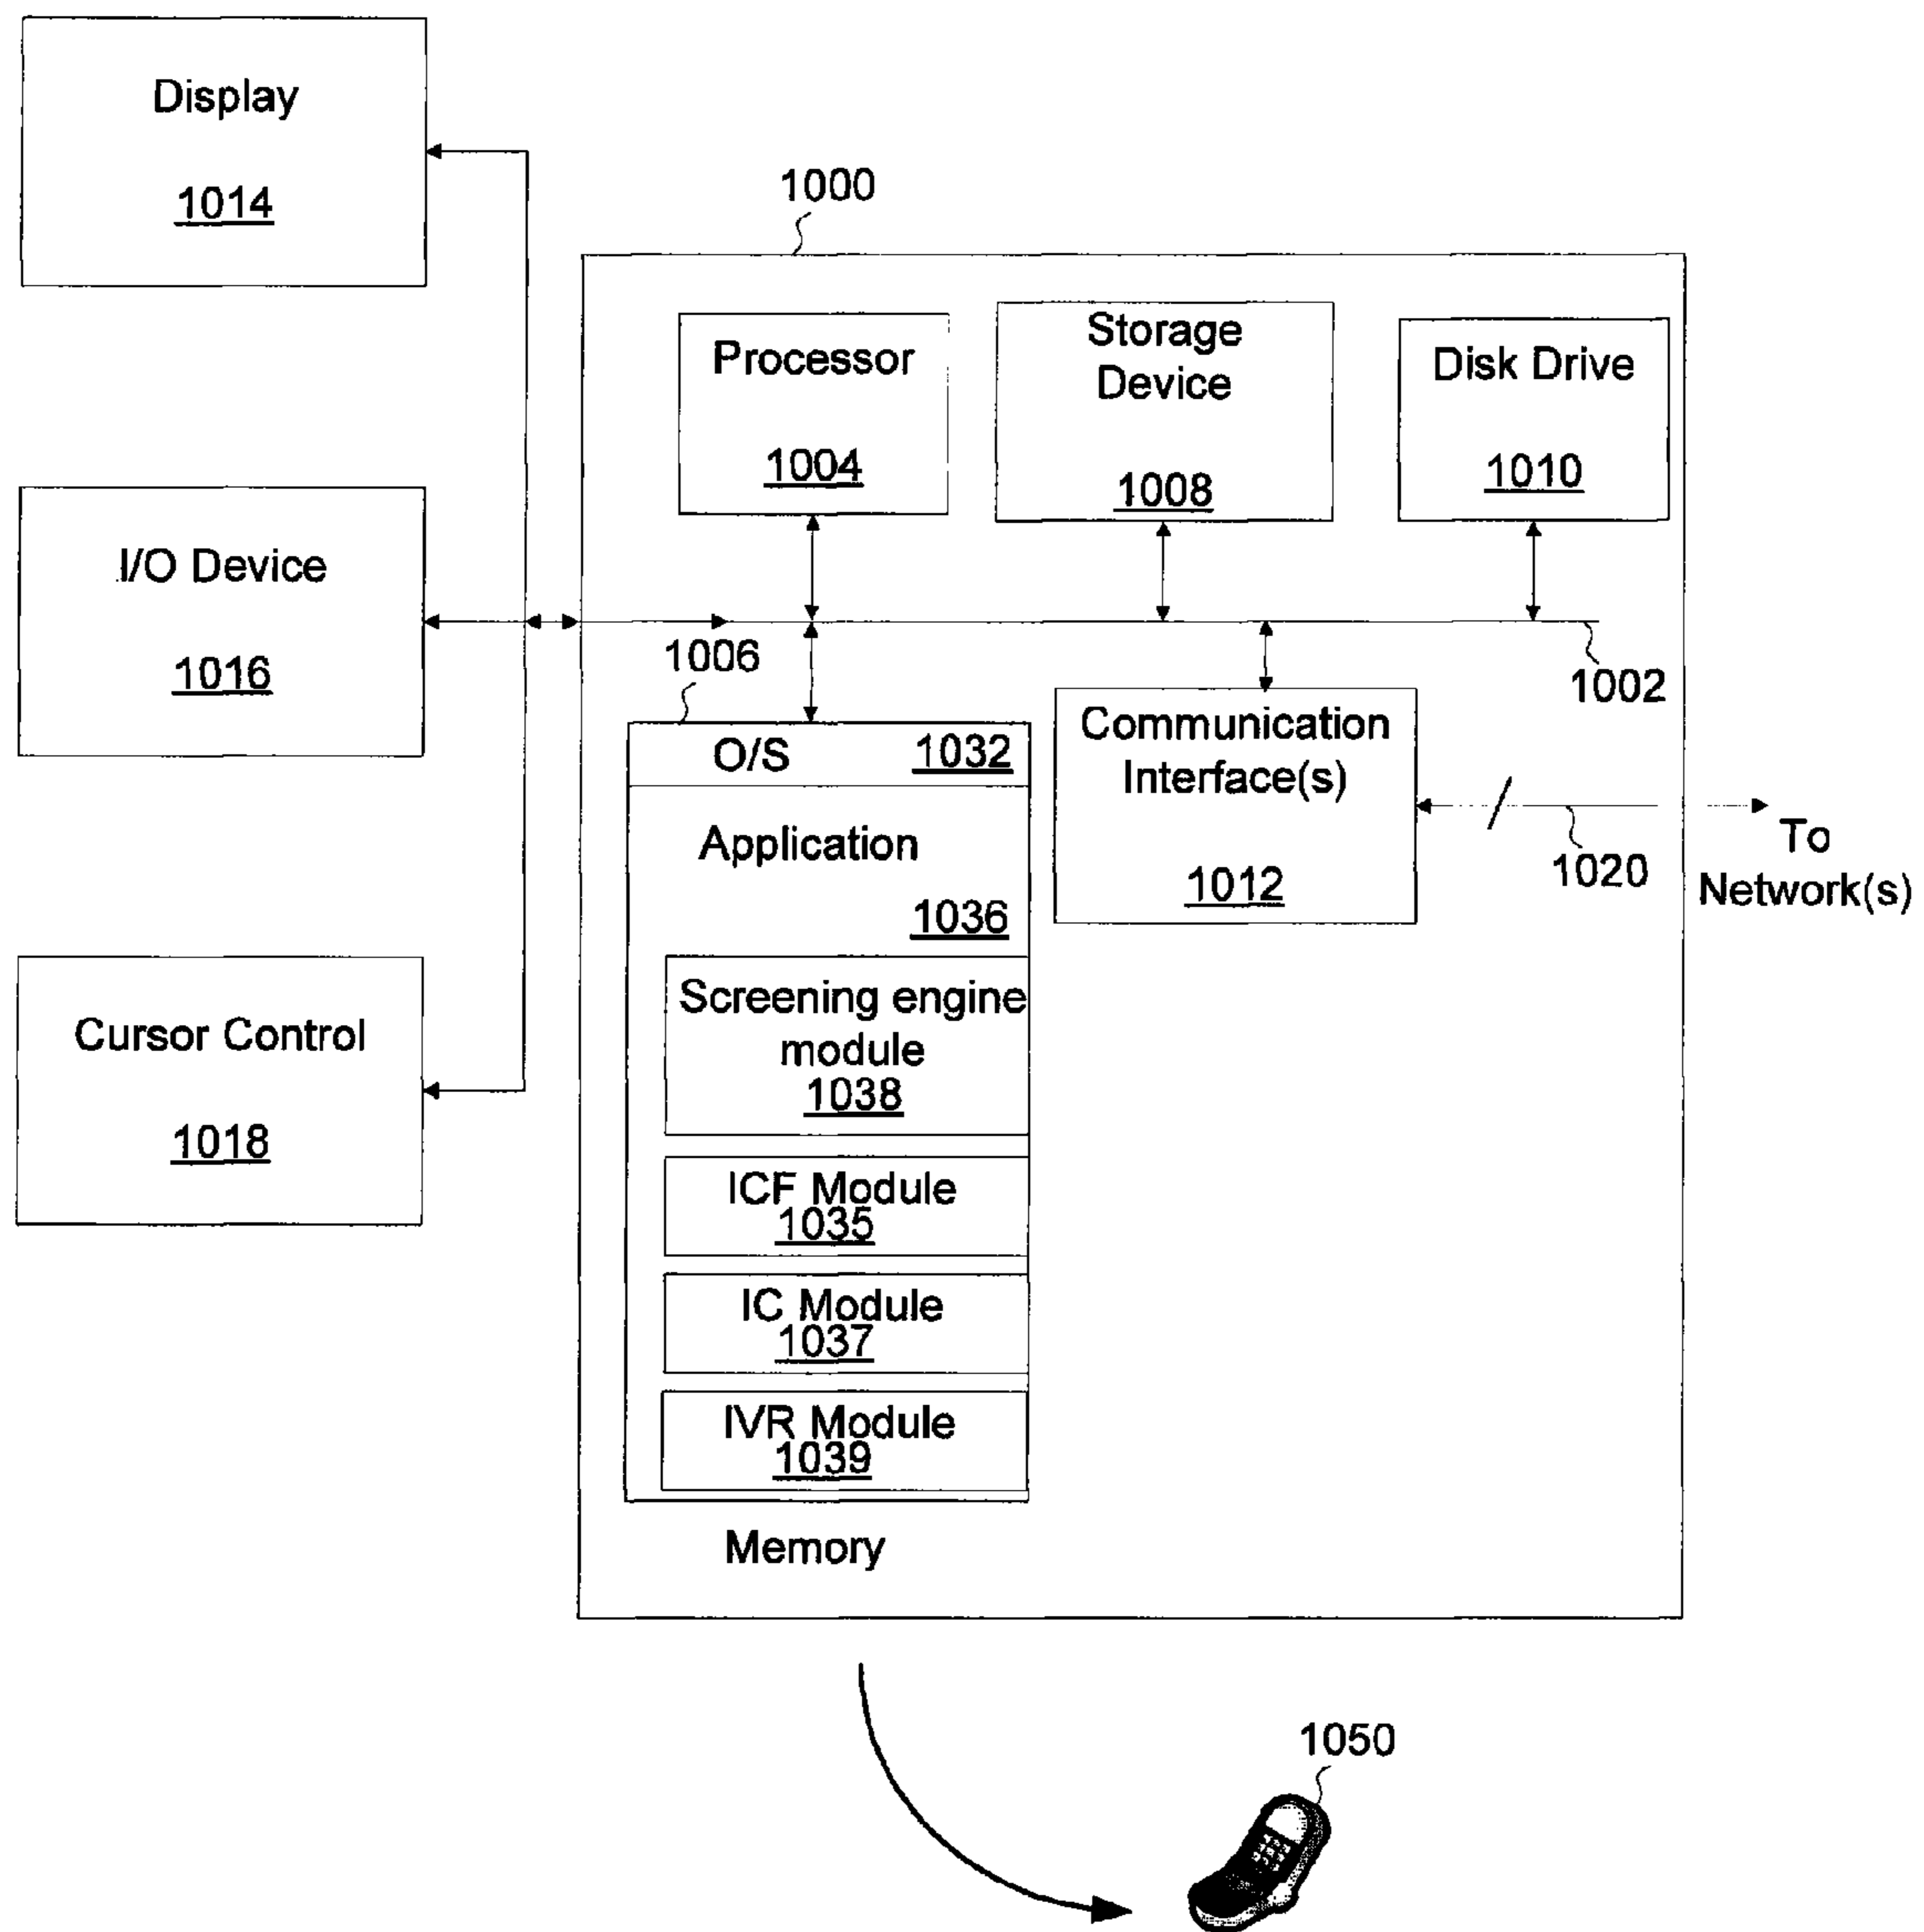 Display
1014
1000
Processor
1004
Storage
Device
1008
Disk Drive
1010
I/O Device
1016
1006
1002
O/S 1032
Application
1036
Communication
Interface(s)
1012
1020
To
Network(s)
Screening engine
module
1038
Cursor Control
1018
ICF Module
1035
IC Module
1037
IVR Module
1039
Memory
1050